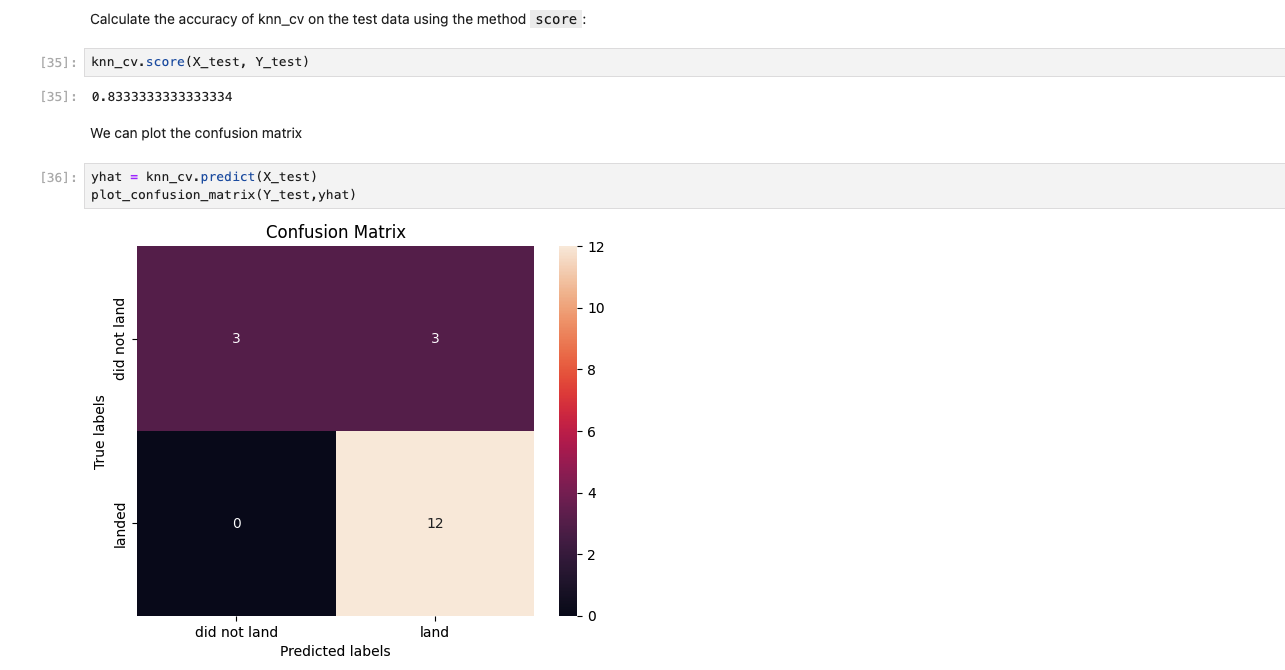 Calculate the accuracy of knn_cv on the test data using the method score:
[35]: knn_cv.score(X_test, Y_test)
[35]: 0.8333333333333334
We can plot the confusion matrix
[36]: yhat = knn_cv.predict(X_test)
plot_confusion_matrix(Y_test,yhat)
Confusion Matrix
12
10
8
6
4
2
0
True labels
did not land
3 3
landed
0 12
did not land land
Predicted labels